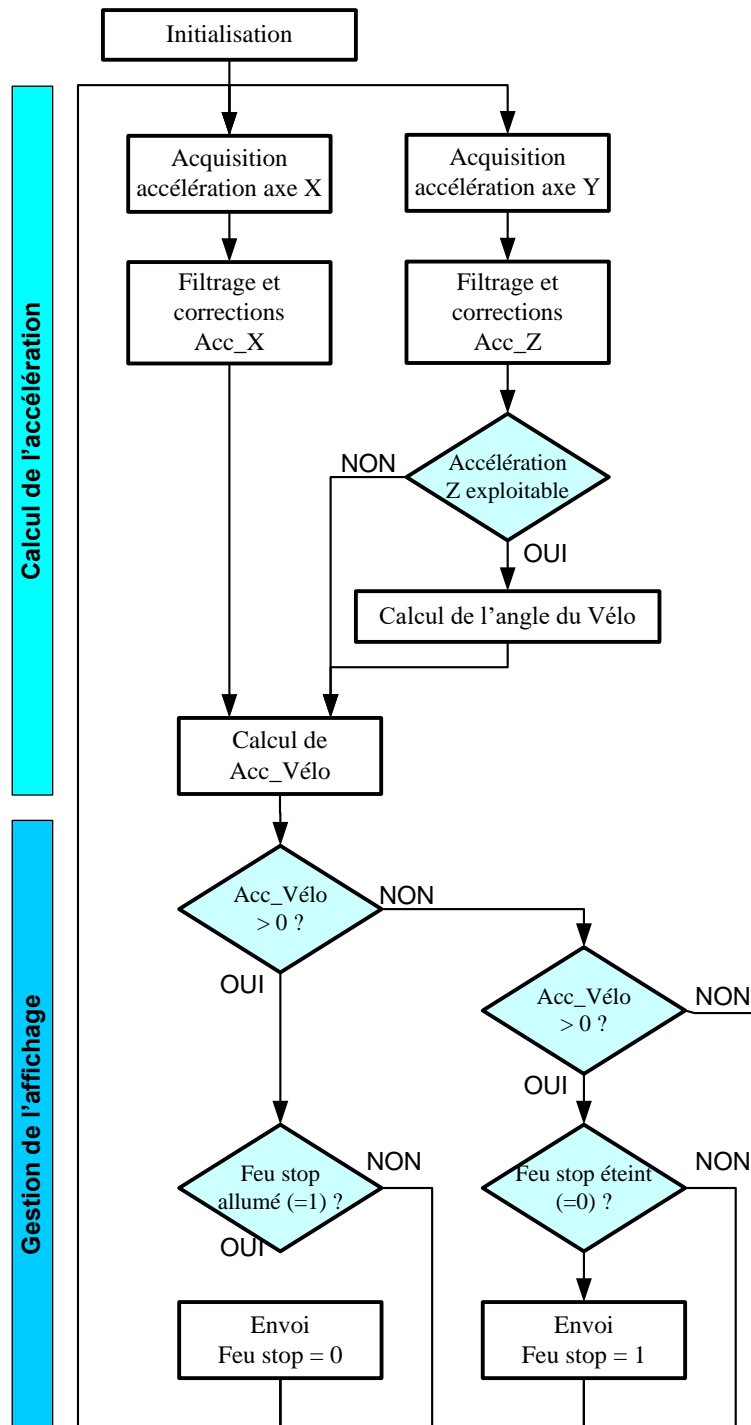 Initialisation
Calcul de l'accélération
Acquisition
accélération axe X
Acquisition
accélération axe Y
Filtrage et
corrections
Acc_X
Filtrage et
corrections
Acc_Z
NON
Accélération
Z exploitable
OUI
Calcul de l’angle du Vélo
Calcul de
Acc_Vélo
Gestion de l'affichage
Acc_Vélo
> 0 ?
NON
OUI
Acc_Vélo
> 0 ?
NON
OUI
Feu stop
allumé (=1) ?
NON
OUI
Feu stop éteint
(=0) ?
NON
Envoi
Feu stop = 0
Envoi
Feu stop = 1